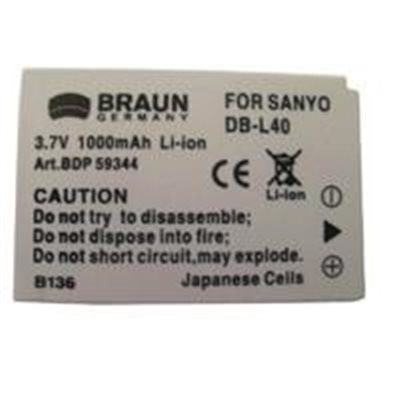 BRAUN
GERMANY
FOR SANYO
DB-L40
3.7V 1000mAh Li-ion
Art.BDP 59344
CE
Li-ion
CAUTION
Do not try to disassemble;
Do not dispose into fire;
Do not short circuit,may explode.
B136 Japanese Cells